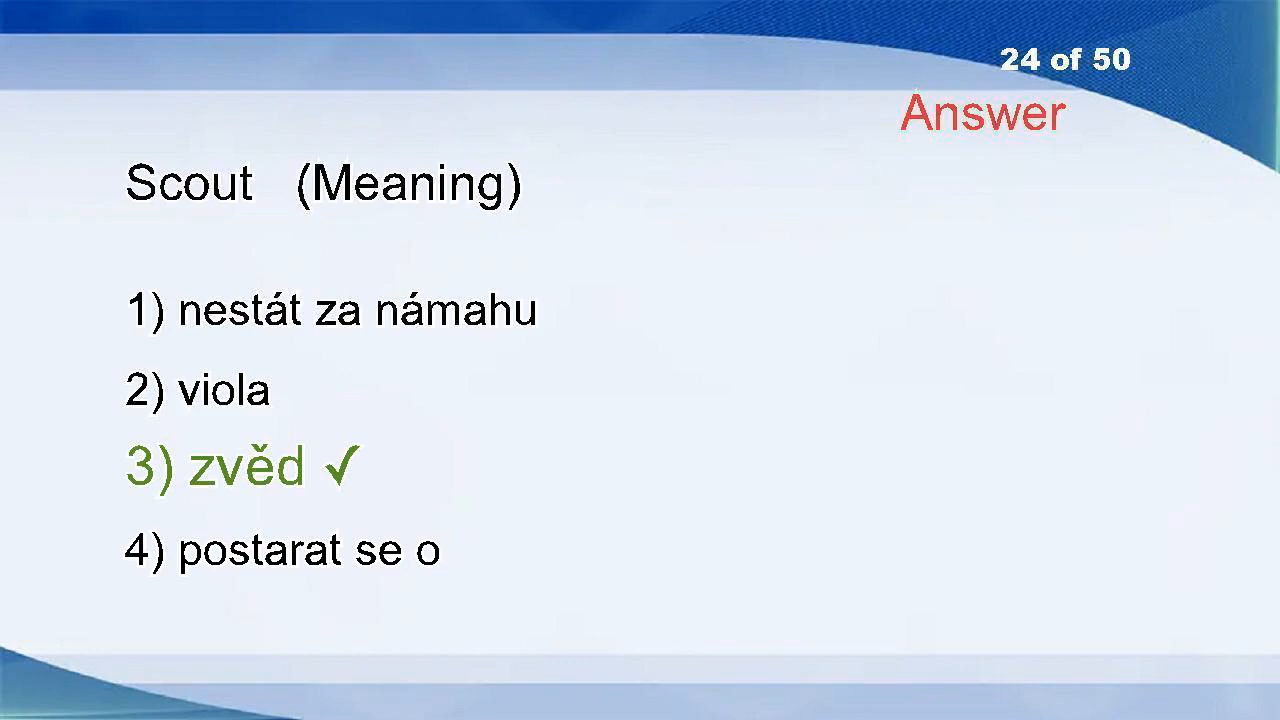 24 of 50
Answer
Scout (Meaning)
1) nestát za námahu
2) viola
3) zvěd ✓
4) postarat se o